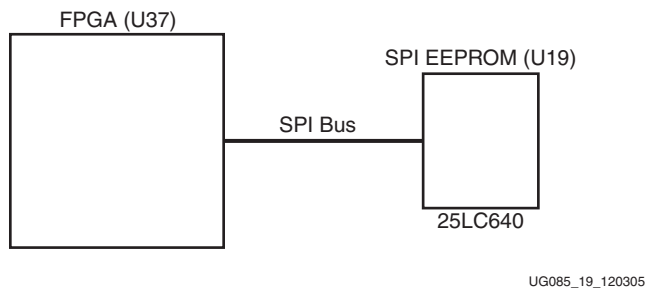 FPGA (U37)
SPI EEPROM (U19)
SPI Bus
25LC640
UG085_19_120305